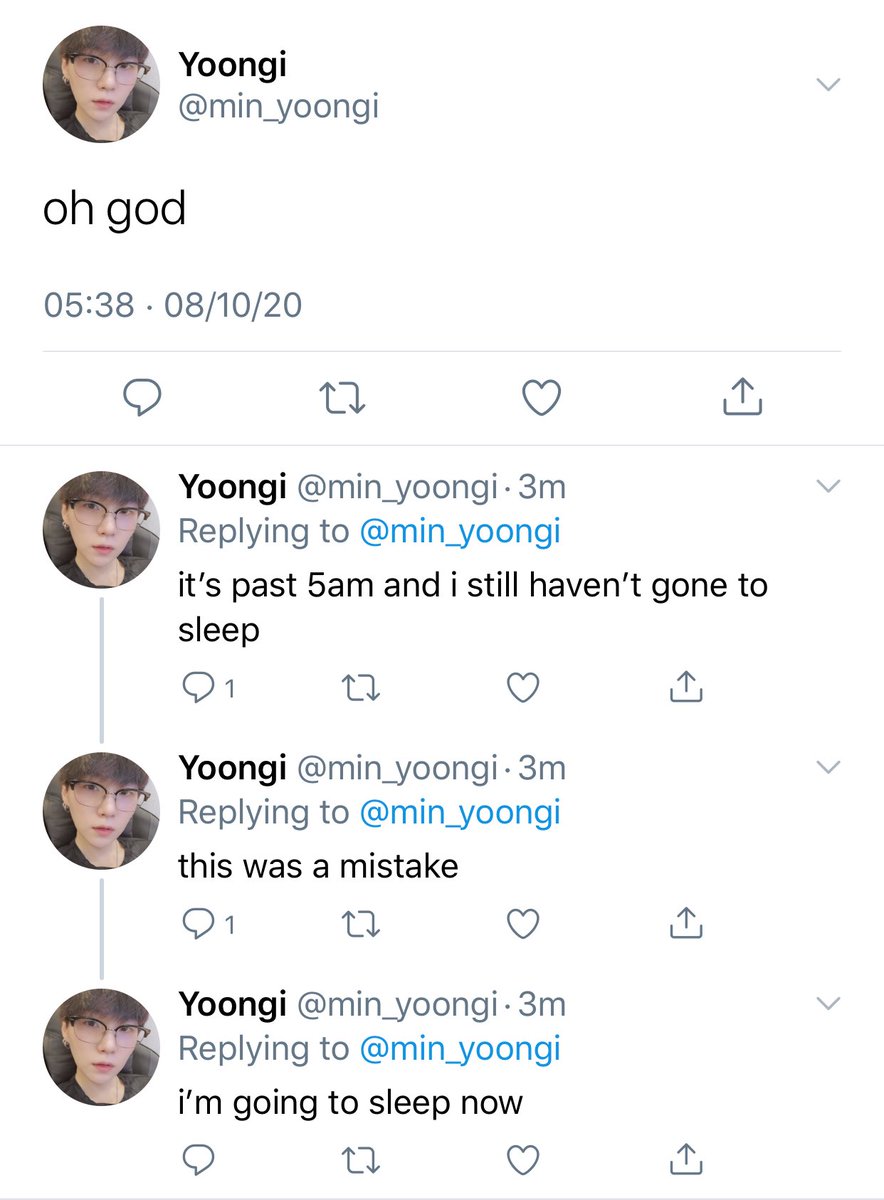 Yoongi
@min_yoongi
oh god
05:38 · 08/10/20
Yoongi @min_yoongi · 3m
Replying to @min_yoongi
it’s past 5am and i still haven’t gone to
sleep
1
Yoongi @min_yoongi · 3m
Replying to @min_yoongi
this was a mistake
1
Yoongi @min_yoongi · 3m
Replying to @min_yoongi
i’m going to sleep now